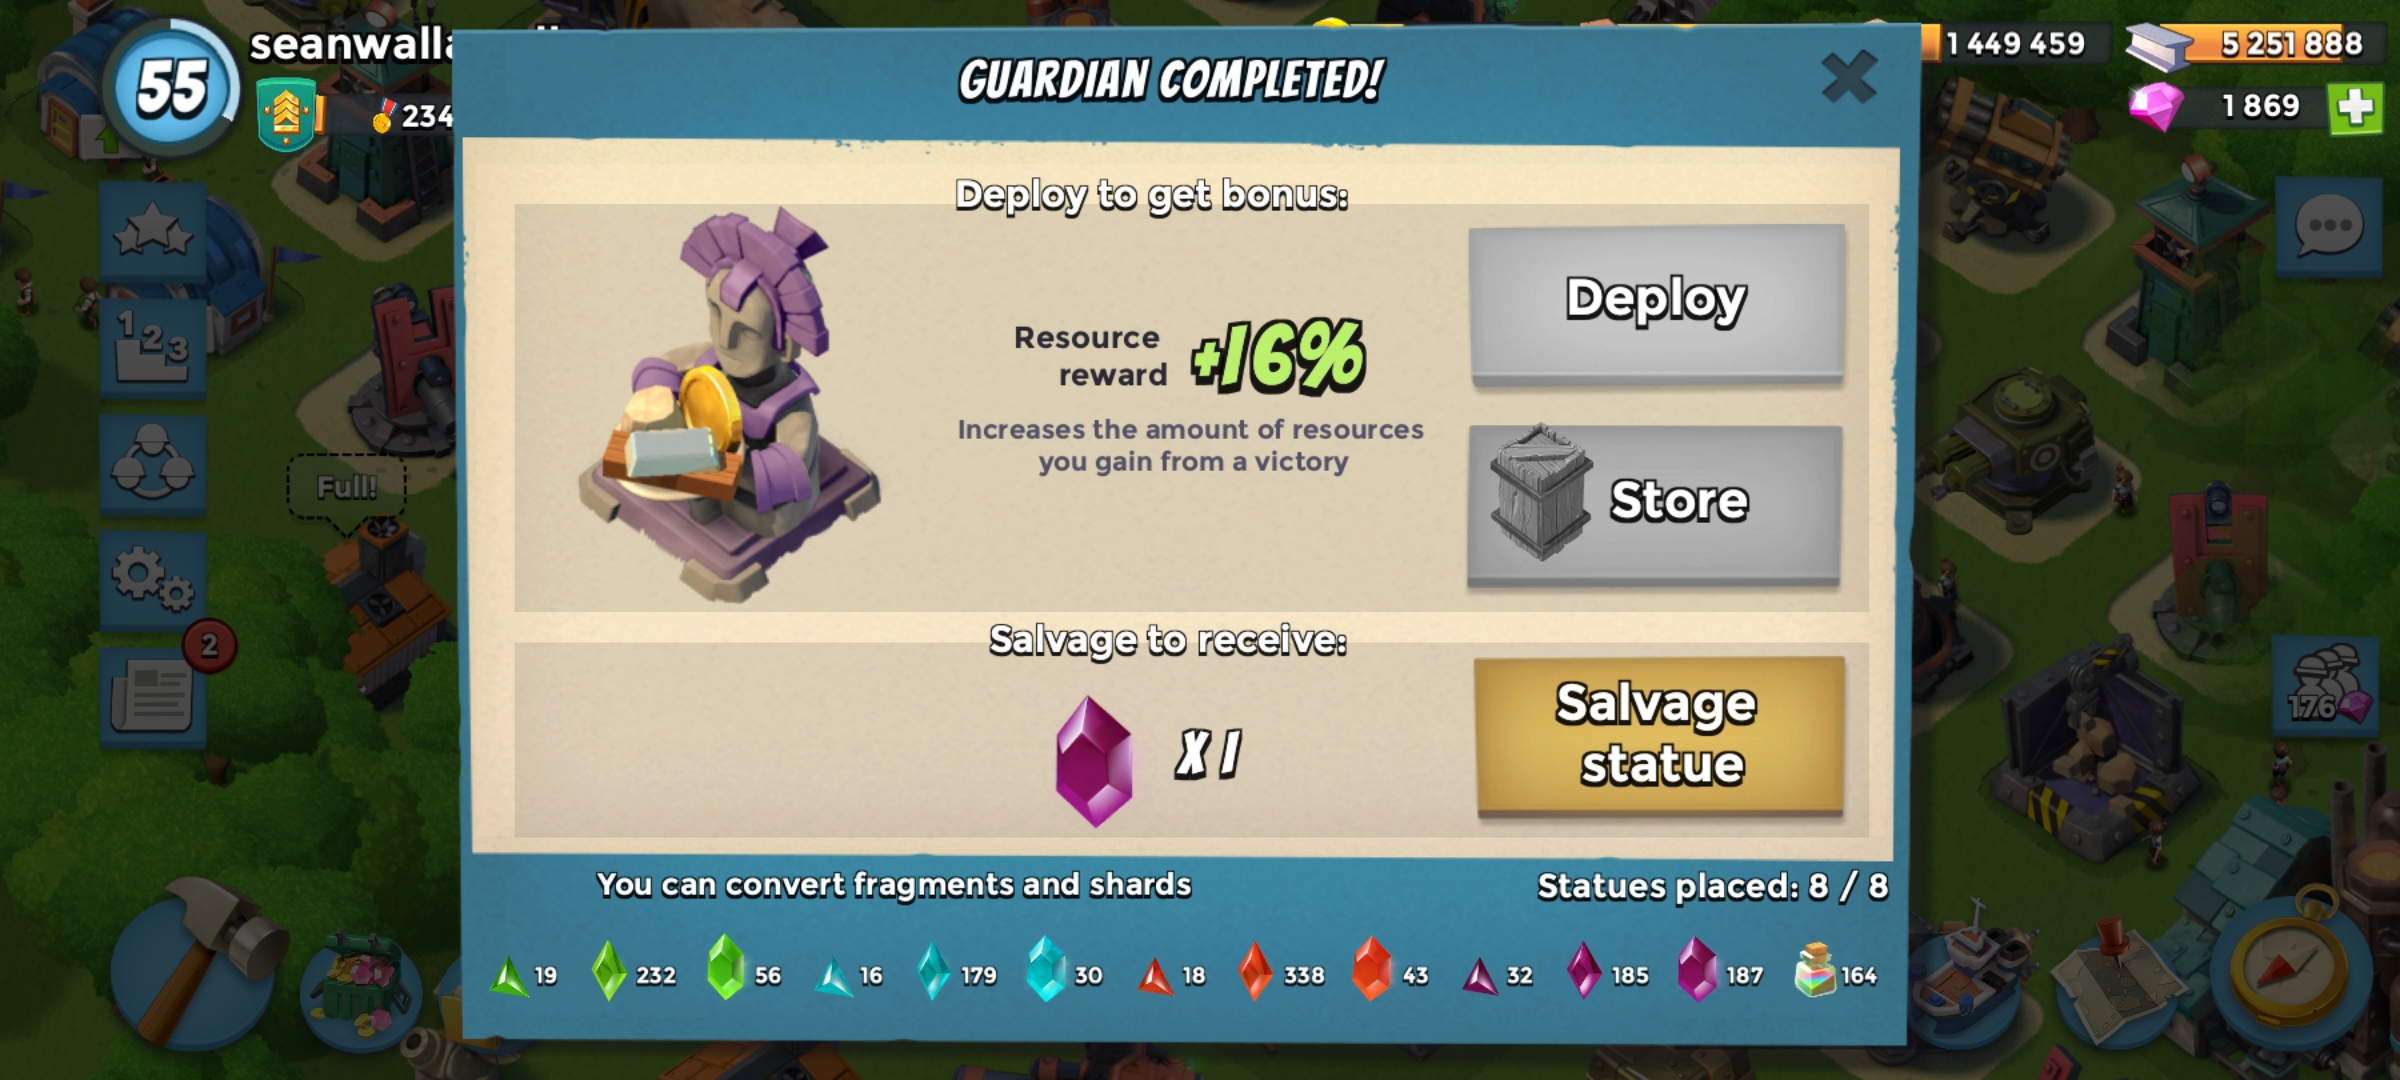 55
234
GUARDIAN COMPLETED!
1 449 459
5 251 888
1 869
Deploy to get bonus:
Resource
reward
+16%
Increases the amount of resources
you gain from a victory
Deploy
Store
1 2 3
Full!
2
Salvage to receive:
X 1
Salvage
statue
176
You can convert fragments and shards
Statues placed: 8 / 8
19 232 56 16 179 30 18 338 43 32 185 187 164